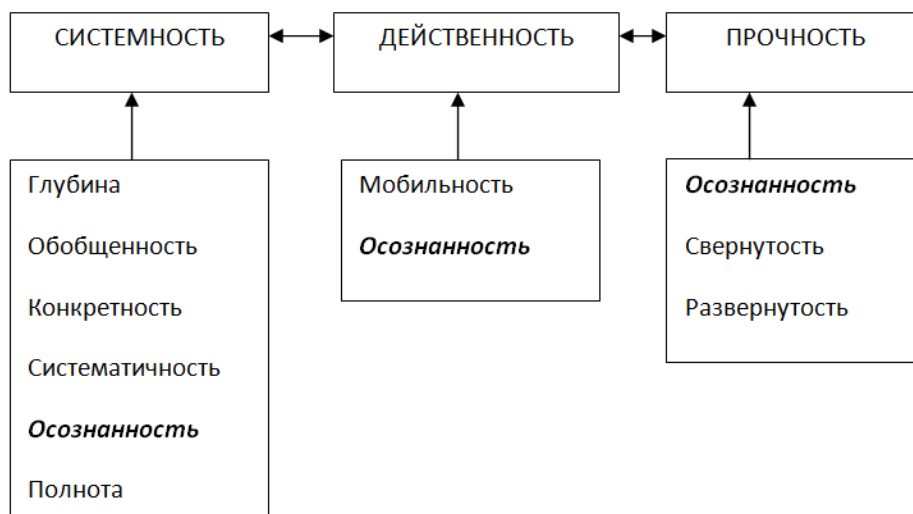 СИСТЕМНОСТЬ
ДЕЙСТВЕННОСТЬ
ПРОЧНОСТЬ
Глубина
Обобщенность
Конкретность
Систематичность
Осознанность
Полнота
Мобильность
Осознанность
Осознанность
Свернутость
Развернутость